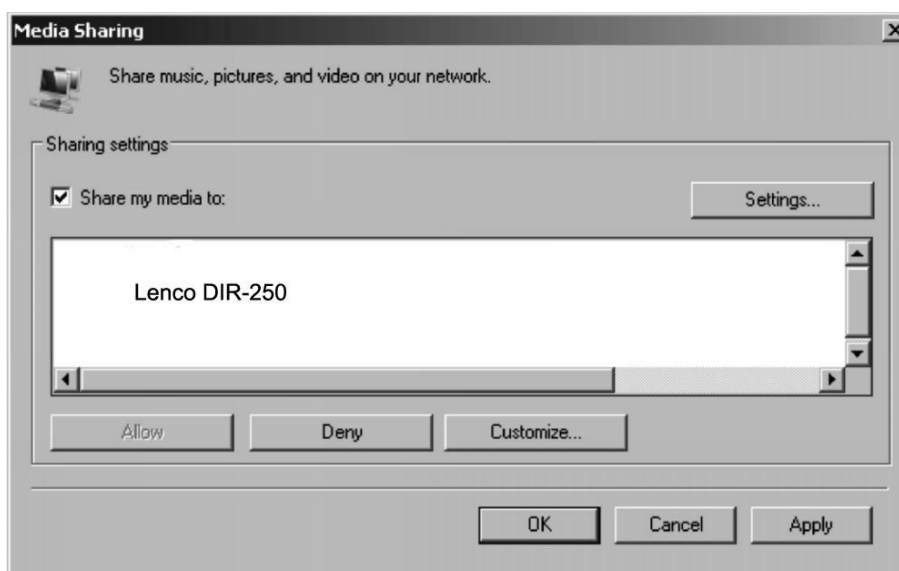 Media Sharing
Share music, pictures, and video on your network.
Sharing settings
Share my media to:
Settings...
Lenco DIR-250
Allow
Deny
Customize...
OK
Cancel
Apply